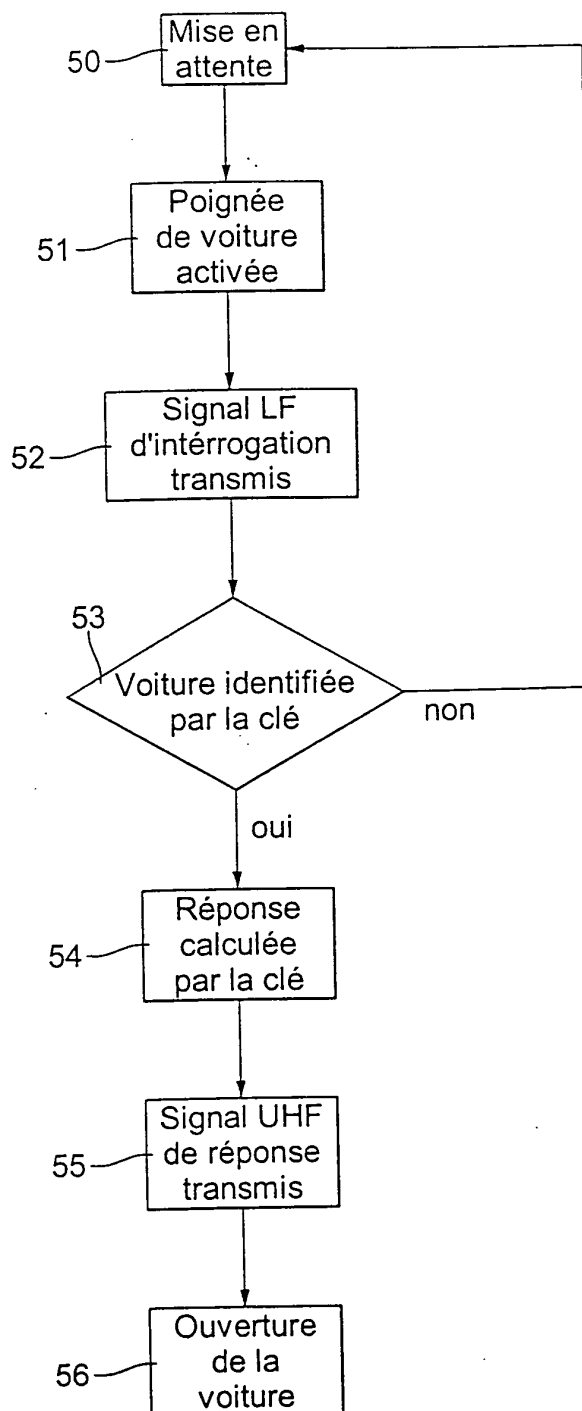 50
Mise en
attente
51
Poignée
de voiture
activée
52
Signal LF
d'intérrogation
transmis
53
Voiture identifiée
par la clé
non
oui
54
Réponse
calculée
par la clé
55
Signal UHF
de réponse
transmis
56
Ouverture
de la
voiture